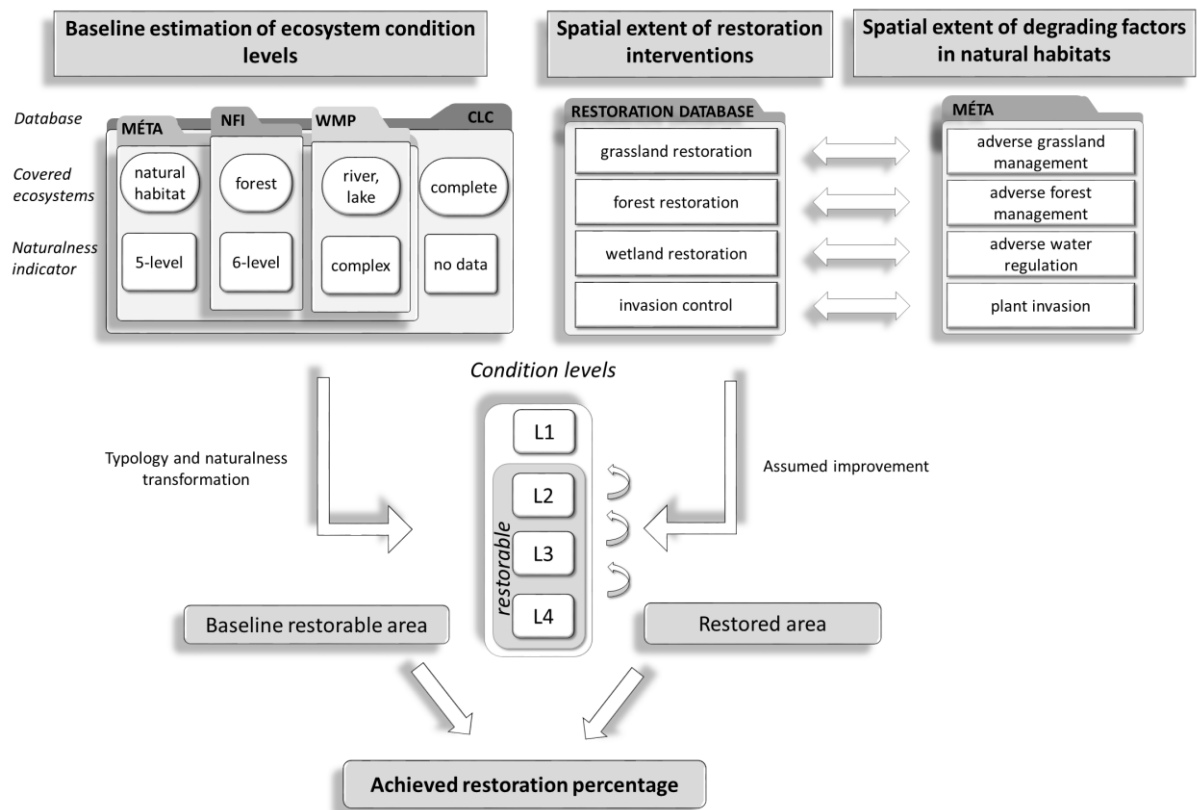 Baseline estimation of ecosystem condition
levels
Spatial extent of restoration
interventions
Spatial extent of degrading factors
in natural habitats
Database
MÉTA
NFI
WMP
CLC
Covered
ecosystems
natural
habitat
forest
river,
lake
complete
Naturalness
indicator
5-level
6-level
complex
no data
RESTORATION DATABASE
grassland restoration
forest restoration
wetland restoration
invasion control
MÉTA
adverse grassland
management
adverse forest
management
adverse water
regulation
plant invasion
Condition levels
L1
L2
L3
L4
restorable
Typology and naturalness
transformation
Assumed improvement
Baseline restorable area
Restored area
Achieved restoration percentage